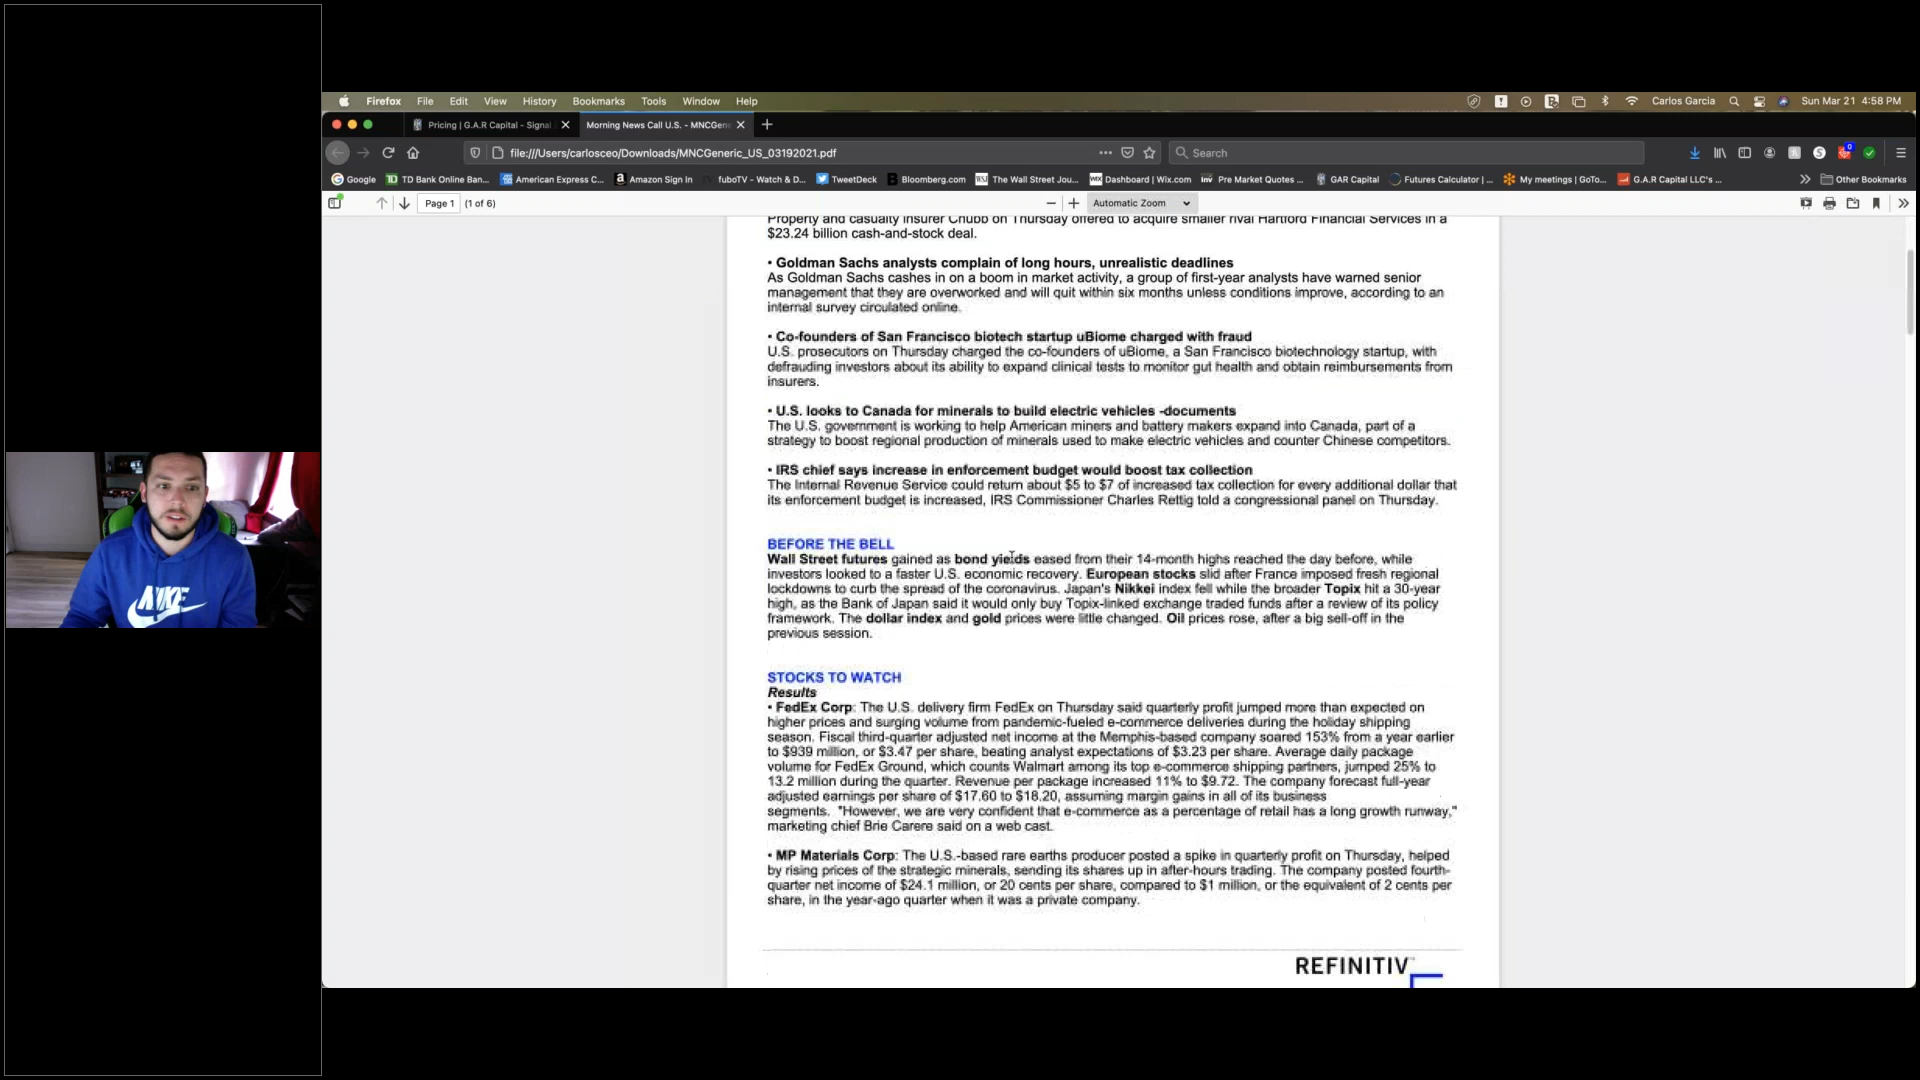 Firefox File Edit View History Bookmarks Tools Window Help Carlos Garcia Sun Mar 21 4:58 PM
Pricing | G.A.R Capital - Signal Morning News Call U.S. - MNCGen
file:///Users/carlosceo/Downloads/MNCGeneric_US_03192021.pdf Search
Google TD Bank Online Ban... American Express C... Amazon Sign In fuboTV - Watch & D... TweetDeck Bloomberg.com The Wall Street Jou... Dashboard | Wix.com Pre Market Quotes ... GAR Capital Futures Calculator | ... My meetings | GoTo... G.A.R Capital LLC's ... Other Bookmarks
Page 1 (1 of 6) Automatic Zoom
Property and casualty insurer Chubb on Thursday offered to acquire smaller rival Hartford Financial Services in a
$23.24 billion cash-and-stock deal.
• Goldman Sachs analysts complain of long hours, unrealistic deadlines
As Goldman Sachs cashes in on a boom in market activity, a group of first-year analysts have warned senior
management that they are overworked and will quit within six months unless conditions improve, according to an
internal survey circulated online.
• Co-founders of San Francisco biotech startup uBiome charged with fraud
U.S. prosecutors on Thursday charged the co-founders of uBiome, a San Francisco biotechnology startup, with
defrauding investors about its ability to expand clinical tests to monitor gut health and obtain reimbursements from
insurers.
• U.S. looks to Canada for minerals to build electric vehicles -documents
The U.S. government is working to help American miners and battery makers expand into Canada, part of a
strategy to boost regional production of minerals used to make electric vehicles and counter Chinese competitors.
• IRS chief says increase in enforcement budget would boost tax collection
The Internal Revenue Service could return about $5 to $7 of increased tax collection for every additional dollar that
its enforcement budget is increased, IRS Commissioner Charles Rettig told a congressional panel on Thursday.
BEFORE THE BELL
Wall Street futures gained as bond yields eased from their 14-month highs reached the day before, while
investors looked to a faster U.S. economic recovery. European stocks slid after France imposed fresh regional
lockdowns to curb the spread of the coronavirus. Japan's Nikkei index fell while the broader Topix hit a 30-year
high, as the Bank of Japan said it would only buy Topix-linked exchange traded funds after a review of its policy
framework. The dollar index and gold prices were little changed. Oil prices rose, after a big sell-off in the
previous session.
STOCKS TO WATCH
Results
• FedEx Corp: The U.S. delivery firm FedEx on Thursday said quarterly profit jumped more than expected on
higher prices and surging volume from pandemic-fueled e-commerce deliveries during the holiday shipping
season. Fiscal third-quarter adjusted net income at the Memphis-based company soared 153% from a year earlier
to $939 million, or $3.47 per share, beating analyst expectations of $3.23 per share. Average daily package
volume for FedEx Ground, which counts Walmart among its top e-commerce shipping partners, jumped 25% to
13.2 million during the quarter. Revenue per package increased 11% to $9.72. The company forecast full-year
adjusted earnings per share of $17.60 to $18.20, assuming margin gains in all of its business
segments. "However, we are very confident that e-commerce as a percentage of retail has a long growth runway,"
marketing chief Brie Carere said on a web cast.
• MP Materials Corp: The U.S.-based rare earths producer posted a spike in quarterly profit on Thursday, helped
by rising prices of the strategic minerals, sending its shares up in after-hours trading. The company posted fourth-
quarter net income of $24.1 million, or 20 cents per share, compared to $1 million, or the equivalent of 2 cents per
share, in the year-ago quarter when it was a private company.
REFINITIV
NIKE